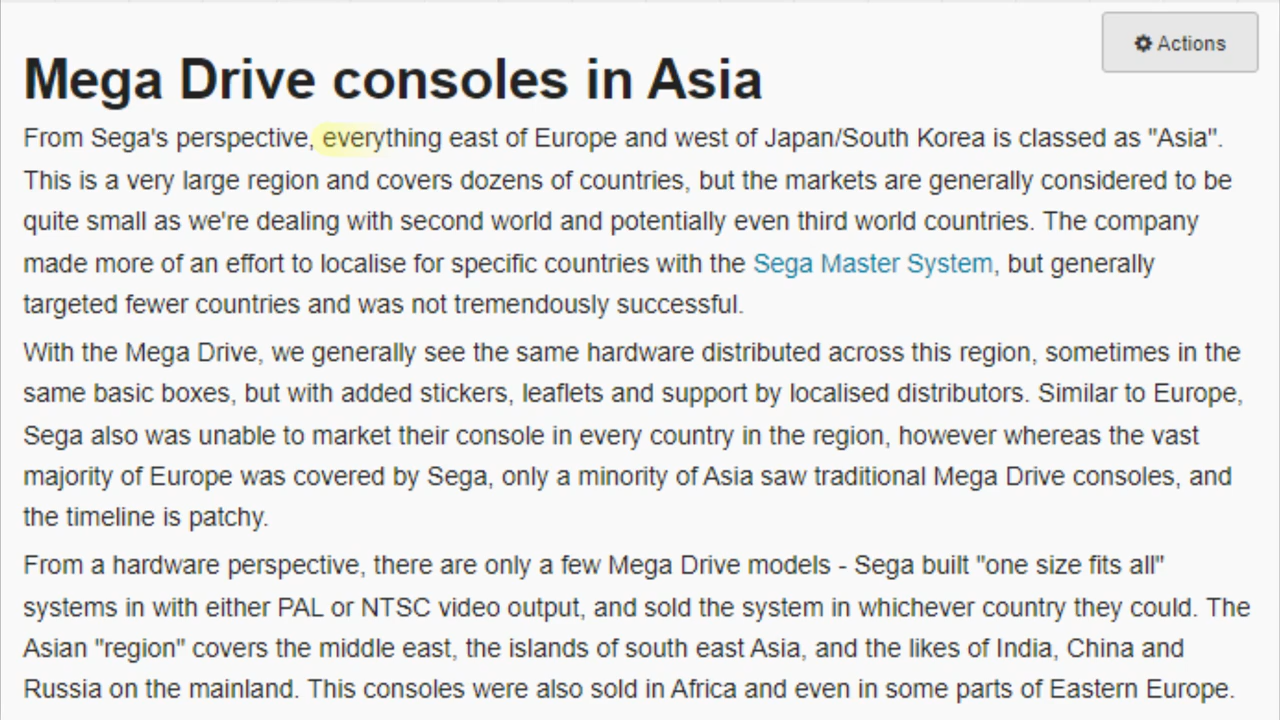 Actions
Mega Drive consoles in Asia
From Sega's perspective, everything east of Europe and west of Japan/South Korea is classed as "Asia".
This is a very large region and covers dozens of countries, but the markets are generally considered to be
quite small as we're dealing with second world and potentially even third world countries. The company
made more of an effort to localise for specific countries with the Sega Master System, but generally
targeted fewer countries and was not tremendously successful.
With the Mega Drive, we generally see the same hardware distributed across this region, sometimes in the
same basic boxes, but with added stickers, leaflets and support by localised distributors. Similar to Europe,
Sega also was unable to market their console in every country in the region, however whereas the vast
majority of Europe was covered by Sega, only a minority of Asia saw traditional Mega Drive consoles, and
the timeline is patchy.
From a hardware perspective, there are only a few Mega Drive models - Sega built "one size fits all"
systems in with either PAL or NTSC video output, and sold the system in whichever country they could. The
Asian "region" covers the middle east, the islands of south east Asia, and the likes of India, China and
Russia on the mainland. This consoles were also sold in Africa and even in some parts of Eastern Europe.